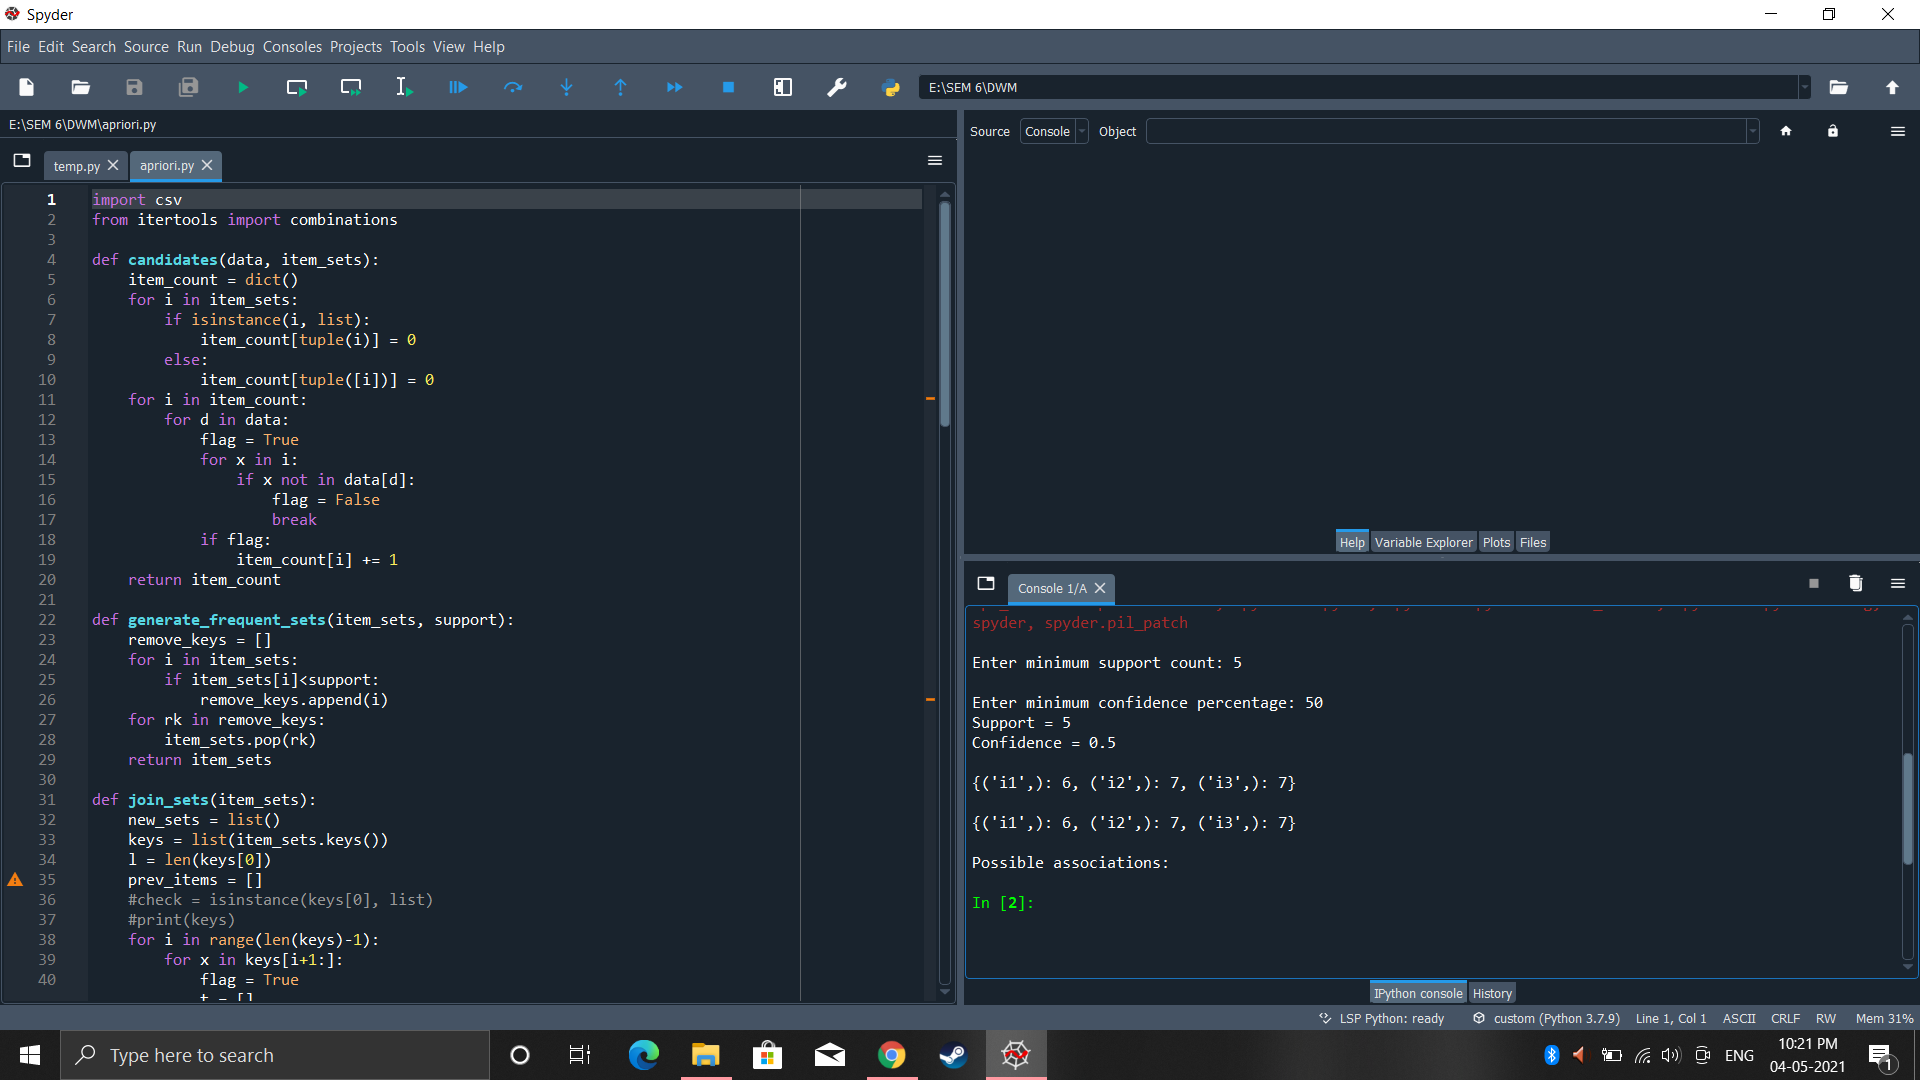 Spyder
File Edit Search Source Run Debug Consoles Projects Tools View Help
E:\SEM 6\DWM
E:\SEM 6\DWM\apriori.py
temp.py
apriori.py
1 import csv
2 from itertools import combinations
3
4 def candidates(data, item_sets):
5     item_count = dict()
6     for i in item_sets:
7         if isinstance(i, list):
8             item_count[tuple(i)] = 0
9         else:
10             item_count[tuple([i])] = 0
11     for i in item_count:
12         for d in data:
13             flag = True
14             for x in i:
15                 if x not in data[d]:
16                     flag = False
17                     break
18             if flag:
19                 item_count[i] += 1
20     return item_count
21
22 def generate_frequent_sets(item_sets, support):
23     remove_keys = []
24     for i in item_sets:
25         if item_sets[i]<support:
26             remove_keys.append(i)
27     for rk in remove_keys:
28         item_sets.pop(rk)
29     return item_sets
30
31 def join_sets(item_sets):
32     new_sets = list()
33     keys = list(item_sets.keys())
34     l = len(keys[0])
35     prev_items = []
36     #check = isinstance(keys[0], list)
37     #print(keys)
38     for i in range(len(keys)-1):
39         for x in keys[i+1:]:
40             flag = True
t = []
Source Console Object
Help Variable Explorer Plots Files
Console 1/A
spyder, spyder.pil_patch
Enter minimum support count: 5
Enter minimum confidence percentage: 50
Support = 5
Confidence = 0.5
{('i1',): 6, ('i2',): 7, ('i3',): 7}
{('i1',): 6, ('i2',): 7, ('i3',): 7}
Possible associations:
In [2]:
IPython console History
LSP Python: ready custom (Python 3.7.9) Line 1, Col 1 ASCII CRLF RW Mem 31%
Type here to search
ENG
10:21 PM
04-05-2021
1